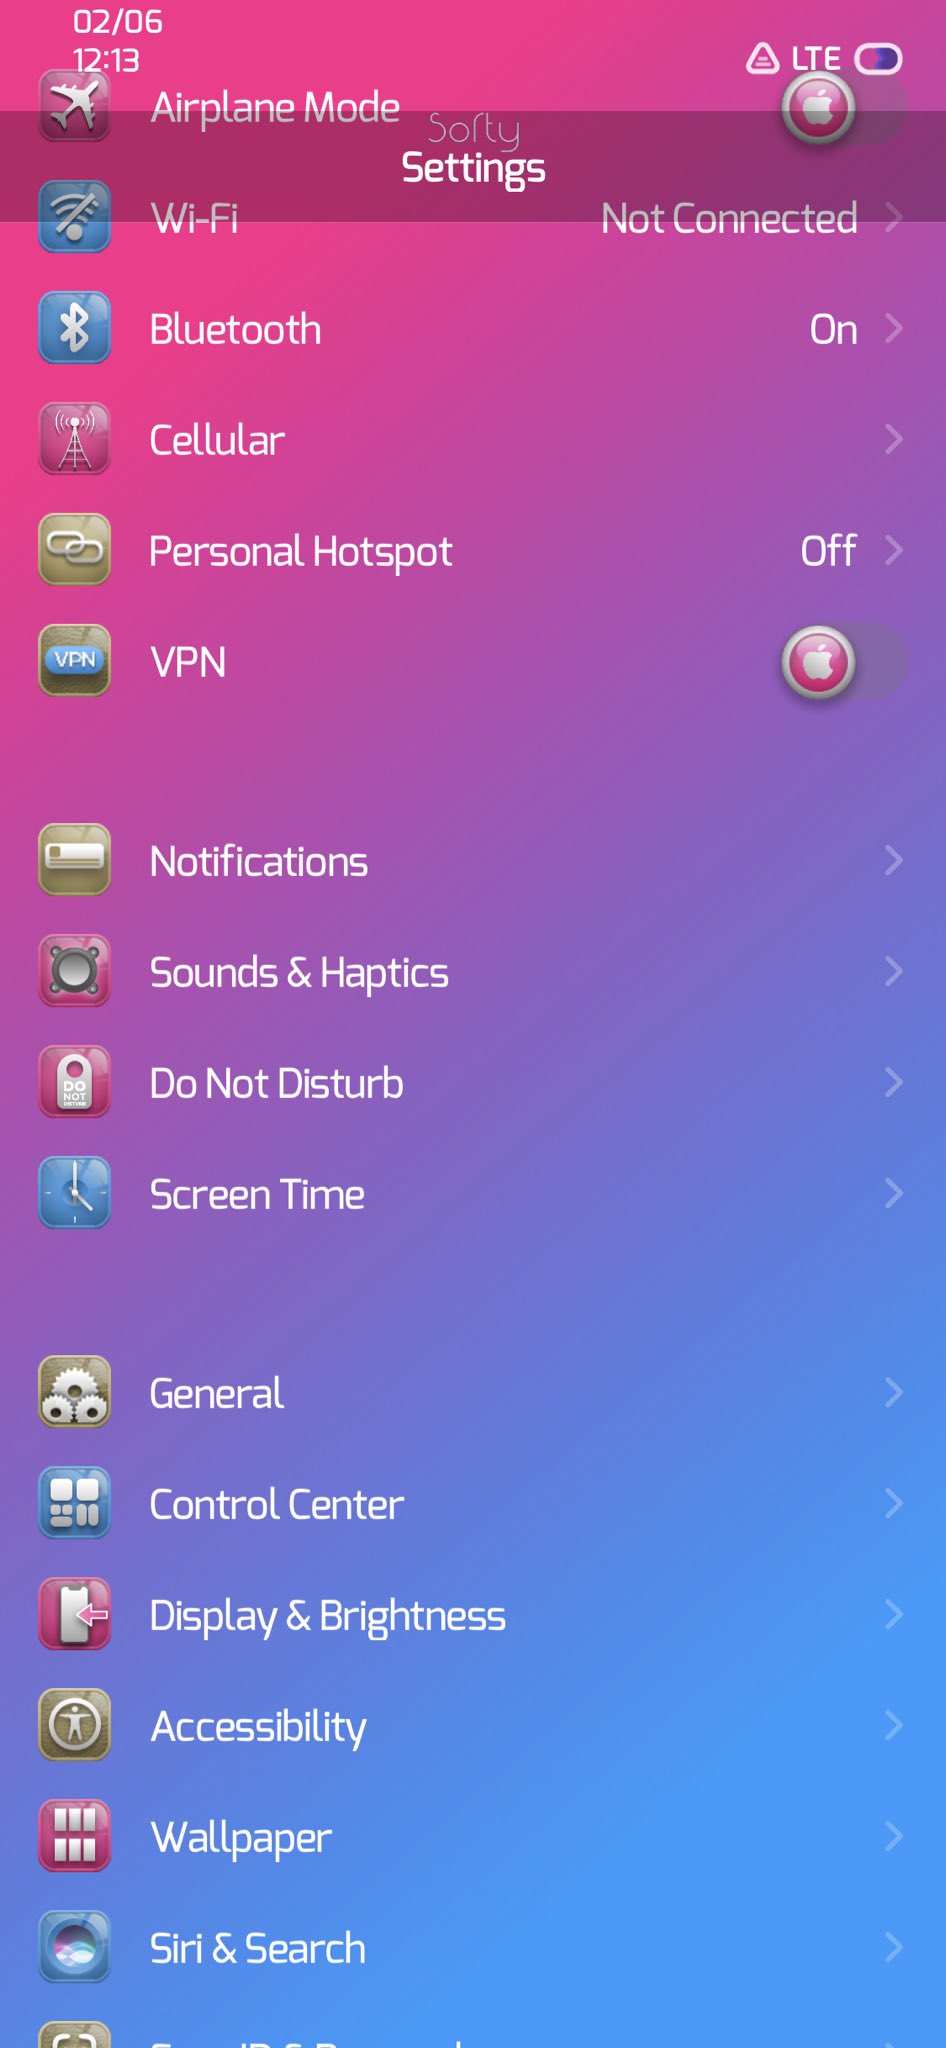 02/06
12:13
LTE
Airplane Mode
Softy
Settings
Wi-Fi Not Connected
Bluetooth On
Cellular
Personal Hotspot Off
VPN VPN
Notifications
Sounds & Haptics
DO
NOT
DISTURB
Do Not Disturb
Screen Time
General
Control Center
Display & Brightness
Accessibility
Wallpaper
Siri & Search